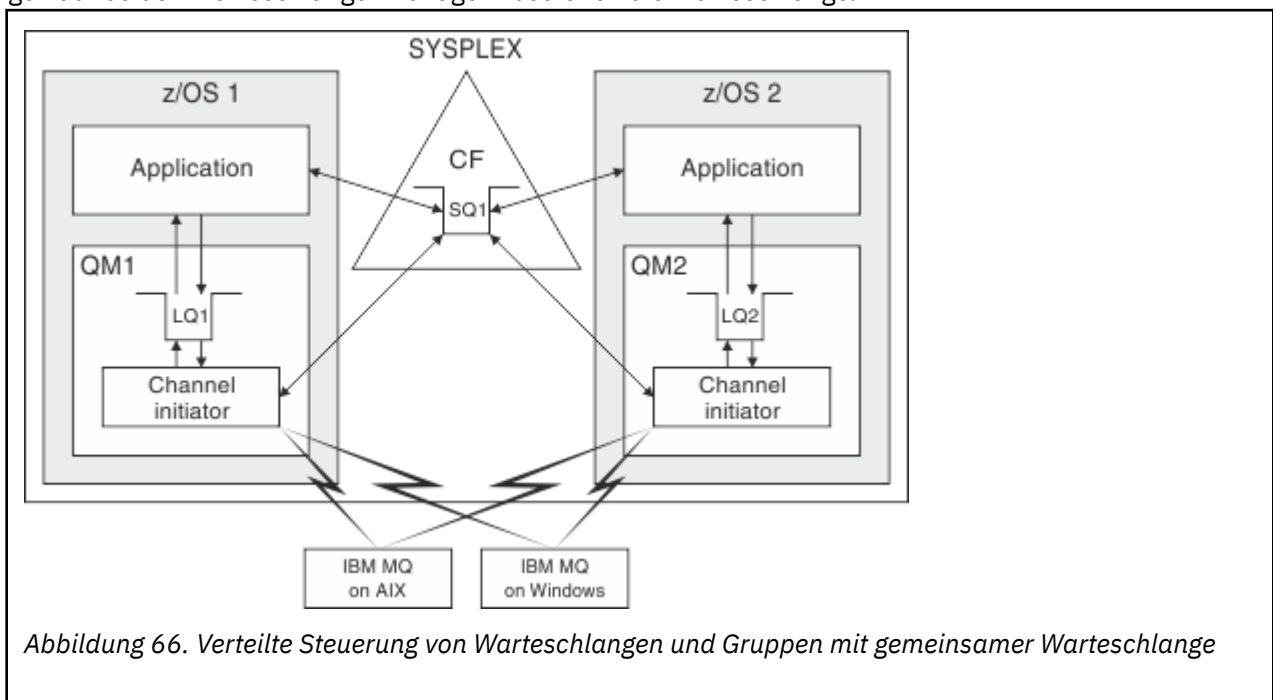 SYSPLEX
z/OS 1
z/OS 2
Application
CF
Application
SQ1
QM1
QM2
LQ1
LQ2
Channel
initiator
Channel
initiator
IBM MQ
on AIX
IBM MQ
on Windows
Abbildung 66. Verteilte Steuerung von Warteschlangen und Gruppen mit gemeinsamer Warteschlange